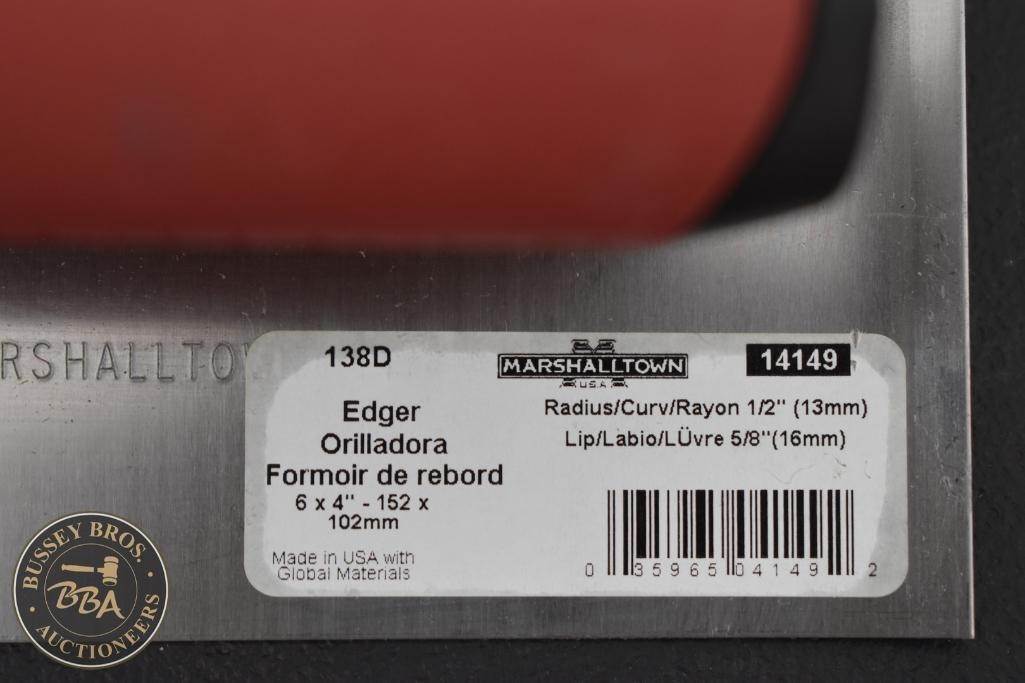 RSHALLTO
138D
MARSHALLTOWN
U.S.A
14149
Edger
Orilladora
Formoir de rebord
6 x 4" - 152 x
102mm
Made in USA with
Global Materials
Radius/Curv/Rayon 1/2" (13mm)
Lip/Labio/LÜvre 5/8"(16mm)
0 35965 04149 2
BUSSEY BROS.
BBA
AUCTIONEERS